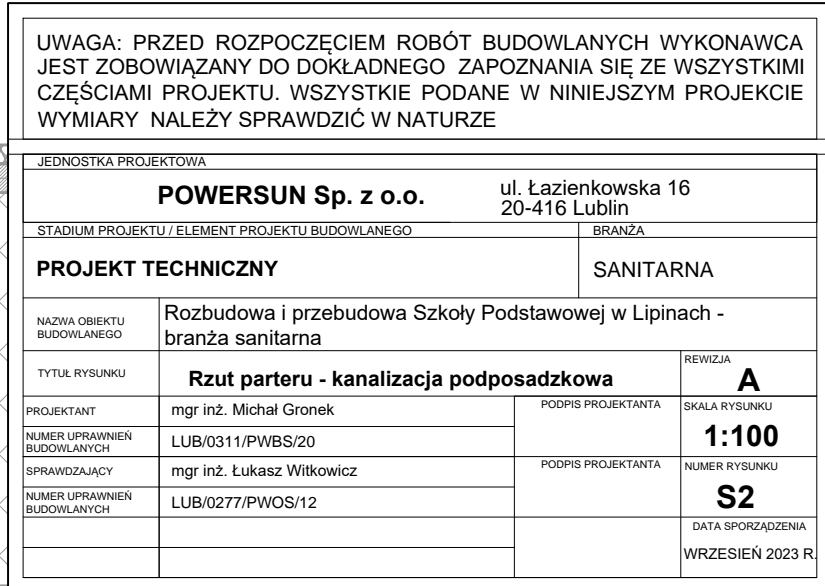 UWAGA: PRZED ROZPOCZĘCIEM ROBÓT BUDOWLANYCH WYKONAWCA
JEST ZOBOWIĄZANY DO DOKŁADNEGO ZAPOZNANIA SIĘ ZE WSZYSTKIMI
CZĘŚCIAMI PROJEKTU. WSZYSTKIE PODANE W NINIEJSZYM PROJEKCIE
WYMIARY NALEŻY SPRAWDZIĆ W NATURZE
JEDNOSTKA PROJEKTOWA
POWERSUN Sp. z o.o.
ul. Łazienkowska 16
20-416 Lublin
STADIUM PROJEKTU / ELEMENT PROJEKTU BUDOWLANEGO
BRANŻA
PROJEKT TECHNICZNY
SANITARNA
NAZWA OBIEKTU
BUDOWLANEGO
Rozbudowa i przebudowa Szkoły Podstawowej w Lipinach -
branża sanitarna
TYTUŁ RYSUNKU
Rzut parteru - kanalizacja podposadzkowa
REWIZJA
A
PROJEKTANT
mgr inż. Michał Gronek
PODPIS PROJEKTANTA
SKALA RYSUNKU
1:100
NUMER UPRAWNIEŃ
BUDOWLANYCH
LUB/0311/PWBS/20
SPRAWDZAJĄCY
mgr inż. Łukasz Witkowicz
PODPIS PROJEKTANTA
NUMER RYSUNKU
S2
NUMER UPRAWNIEŃ
BUDOWLANYCH
LUB/0277/PWOS/12
DATA SPORZĄDZENIA
WRZESIEŃ 2023 R.